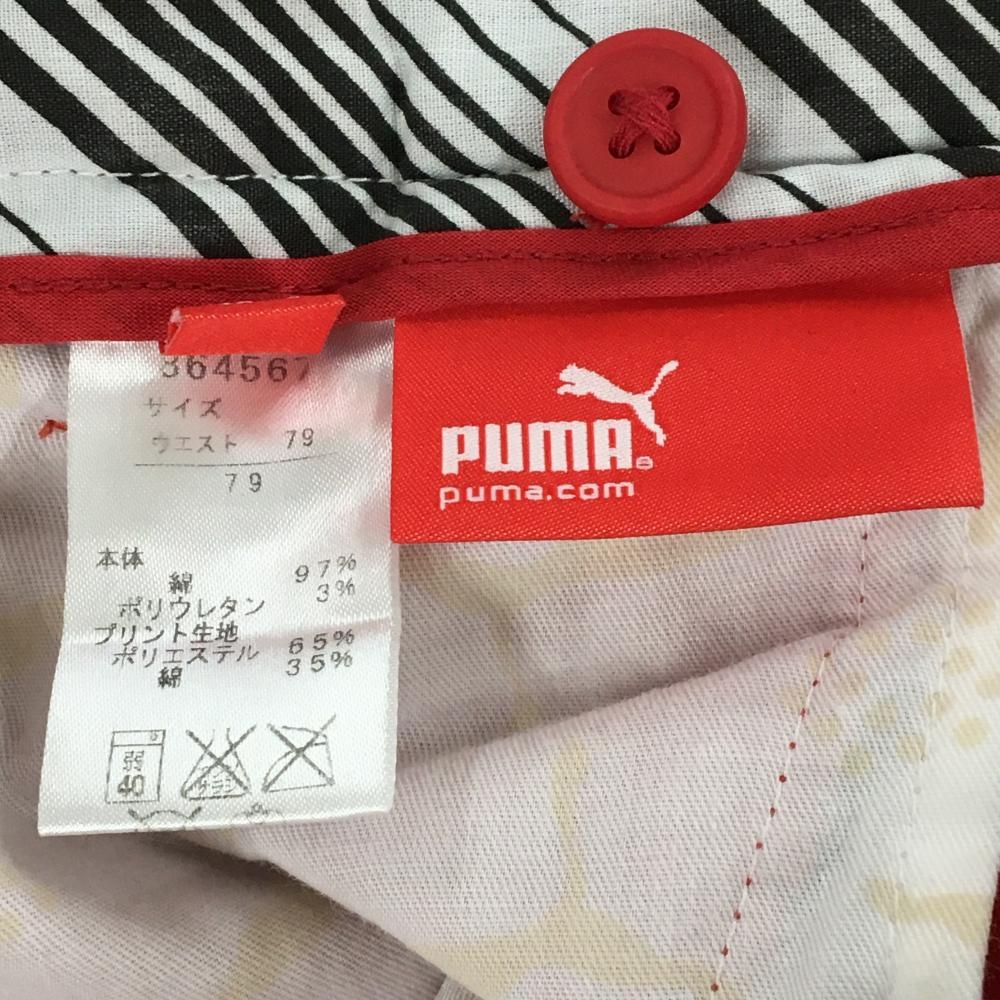 864567
サイズ
ウエスト 79
79
本体
綿 97%
ポリウレタン 3%
プリント生地
ポリエステル 65%
綿 35%
弱
40
PUMA®
puma.com